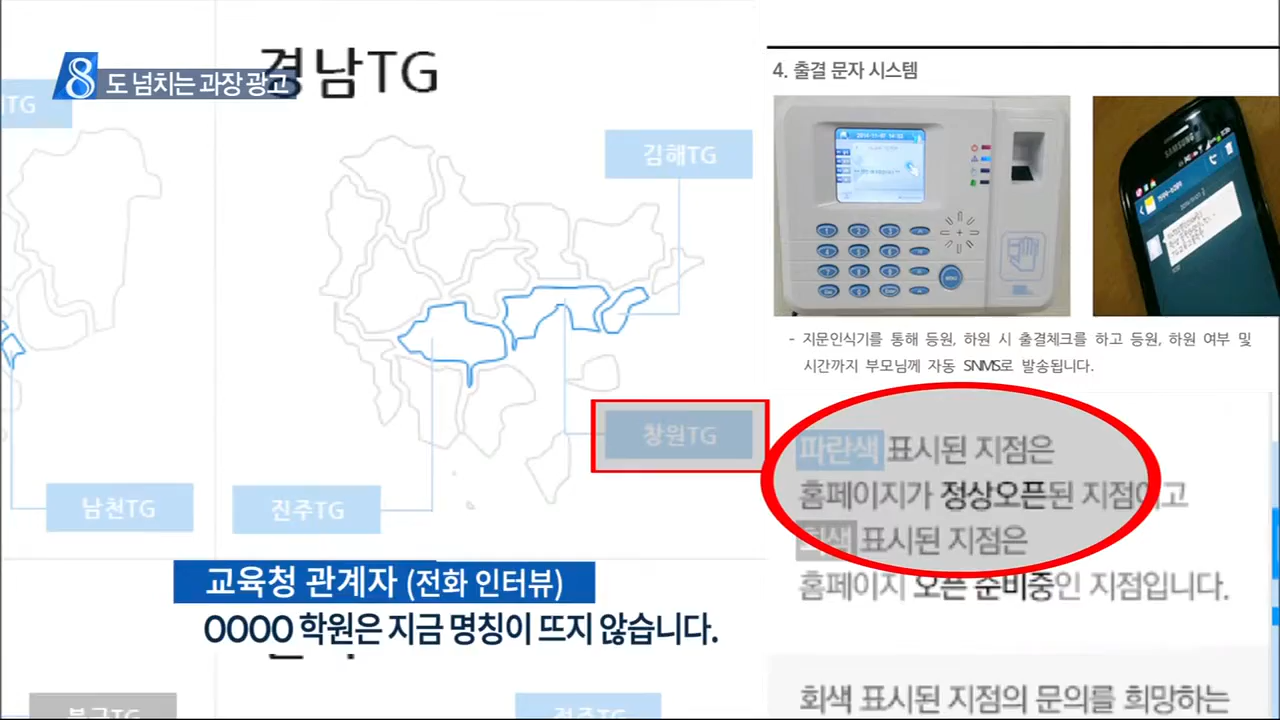 8 도 넘치는 과장 광고
경남TG
TG
김해TG
창원TG
남천TG
진주TG
4. 출결 문자 시스템
- 지문인식기를 통해 등원, 하원 시 출결체크를 하고 등원, 하원 여부 및
시간까지 부모님께 자동 SNMS로 발송됩니다.
파란색 표시된 지점은
홈페이지가 정상오픈된 지점이고
회색 표시된 지점은
홈페이지 오픈 준비중인 지점입니다.
교육청 관계자 (전화 인터뷰)
OOOO 학원은 지금 명칭이 뜨지 않습니다.
회색 표시된 지점의 문의를 희망하는